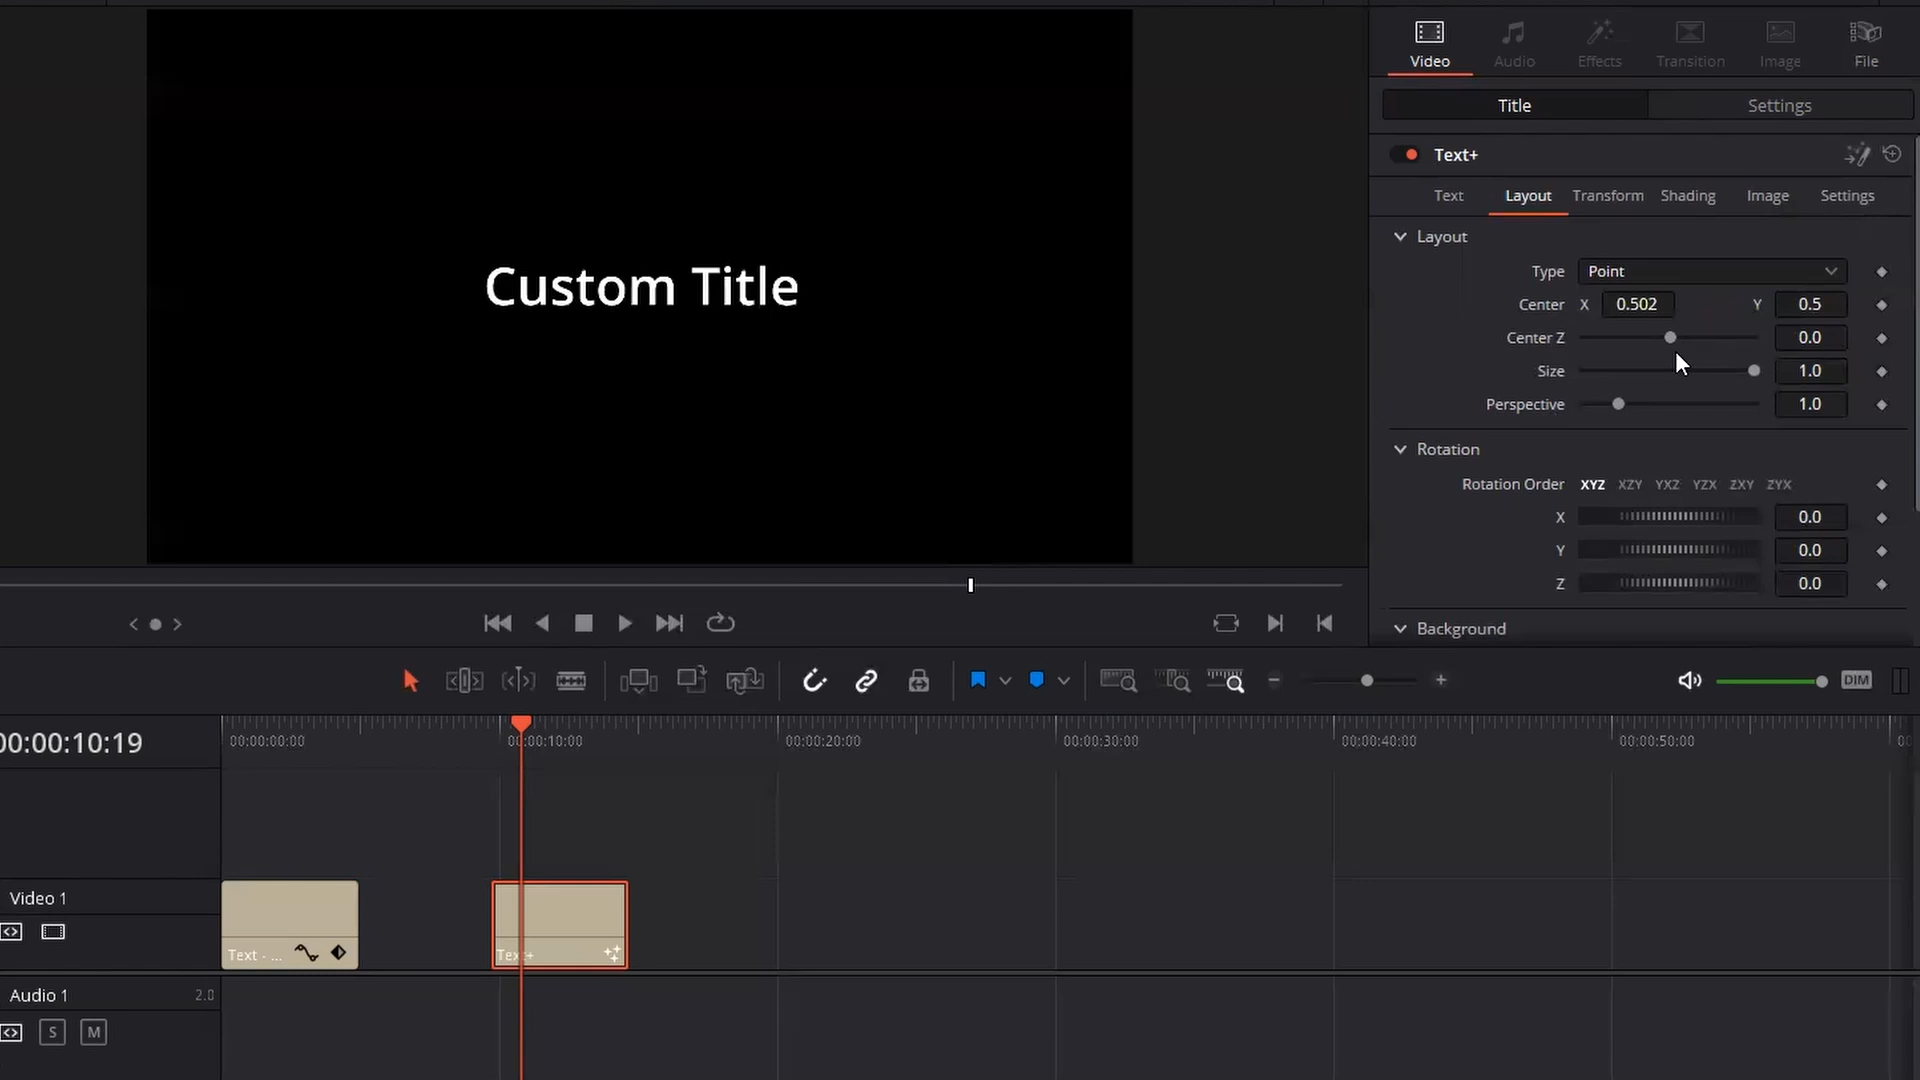 Video Audio Effects Transition Image File
Title Settings
Text+
Text Layout Transform Shading Image Settings
Layout
Type Point
Center X 0.502 Y 0.5
Center Z 0.0
Size 1.0
Perspective 1.0
Rotation
Rotation Order XYZ XZY YXZ YZX ZXY ZYX
X 0.0
Y 0.0
Z 0.0
Background
Custom Title
DIM
00:00:10:19
00:00:00:00 00:00:10:00 00:00:20:00 00:00:30:00 00:00:40:00 00:00:50:00
Video 1
Text - ...
Text+
Audio 1 2.0
S M